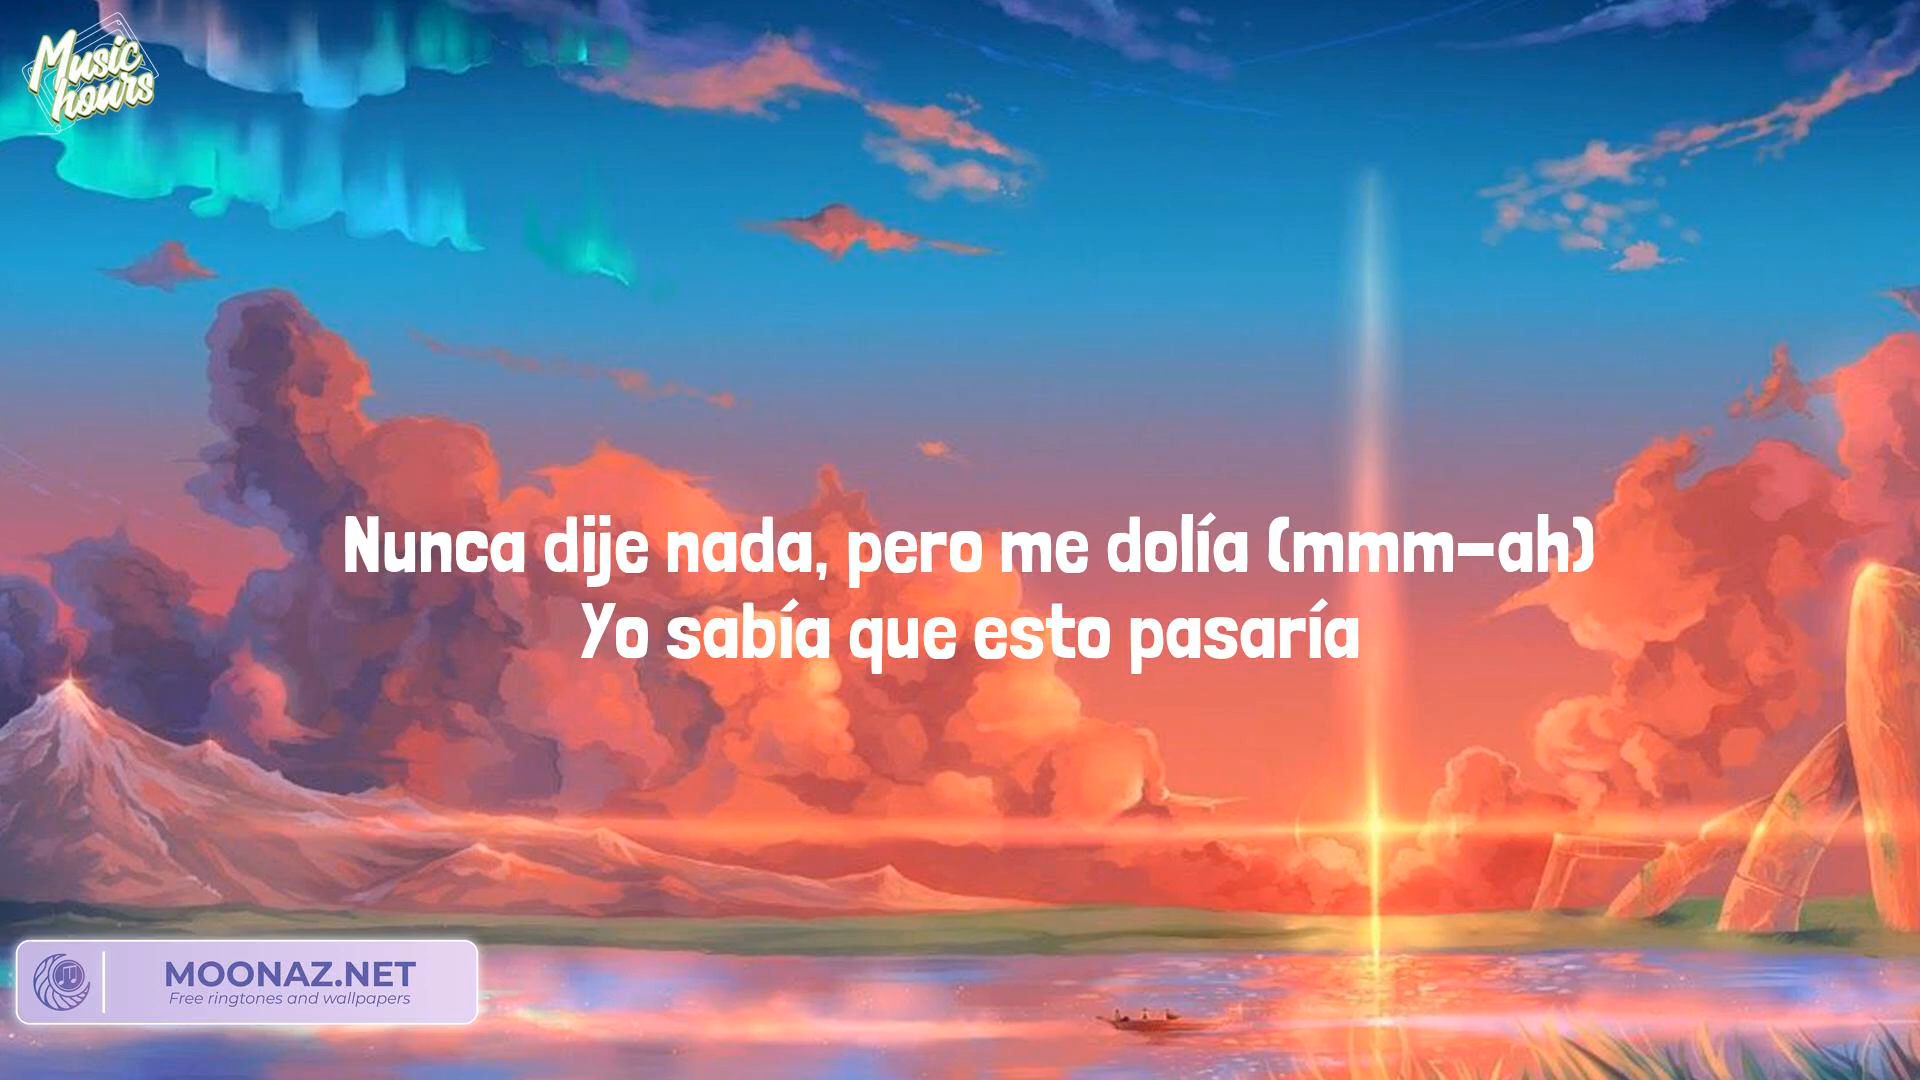 Music
hours
Nunca dije nada, pero me dolía (mmm-ah)
Yo sabía que esto pasaría
MOONAZ.NET
Free ringtones and wallpapers